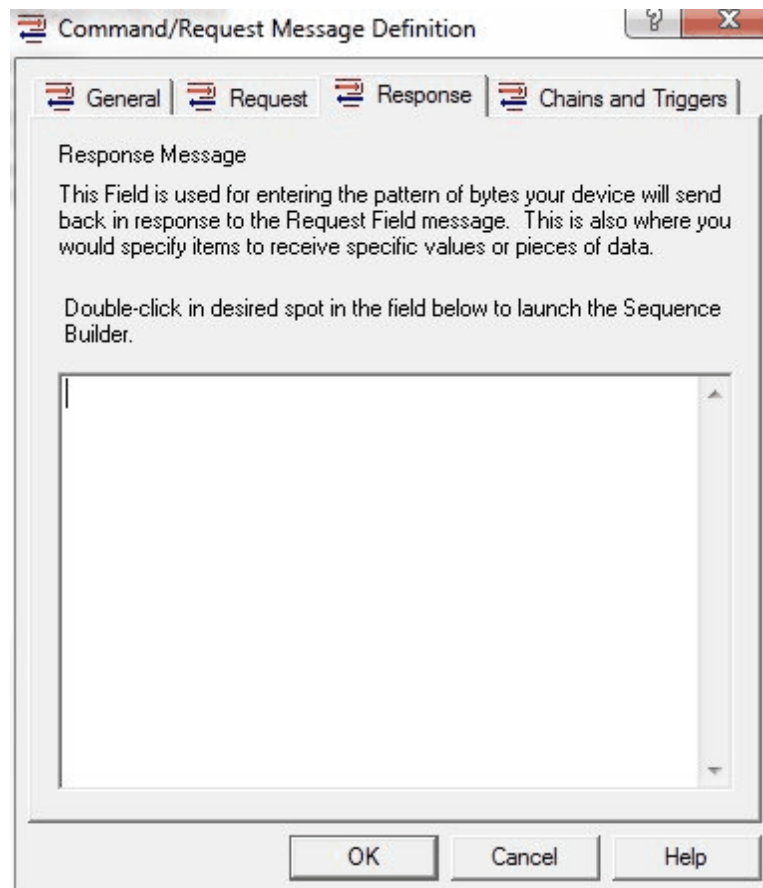 Command/Request Message Definition
General
Request
Response
Chains and Triggers
Response Message
This Field is used for entering the pattern of bytes your device will send
back in response to the Request Field message. This is also where you
would specify items to receive specific values or pieces of data.
Double-click in desired spot in the field below to launch the Sequence
Builder.
OK
Cancel
Help